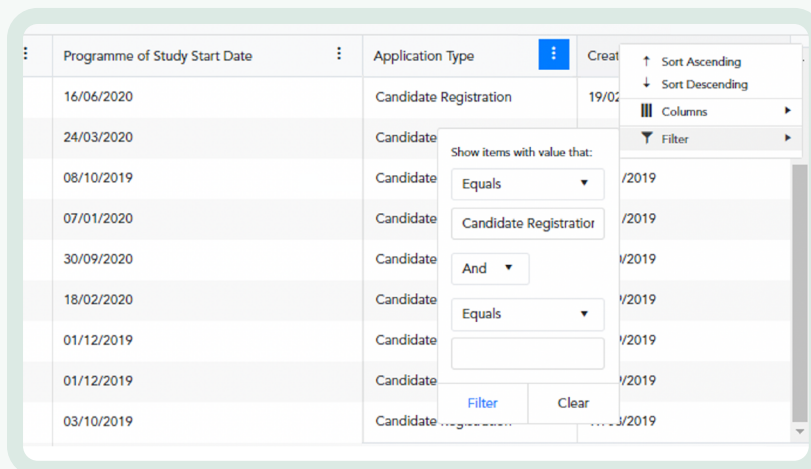 Programme of Study Start Date Application Type
Sort Ascending
Sort Descending
Columns
Filter
16/06/2020 Candidate Registration
24/03/2020 Candidate
08/10/2019 Candidate /2019
07/01/2020 Candidate /2019
30/09/2020 Candidate /2019
18/02/2020 Candidate /2019
01/12/2019 Candidate /2019
01/12/2019 Candidate /2019
03/10/2019 Candidate /2019
Show items with value that:
Equals
Candidate Registration
And
Equals
Filter Clear